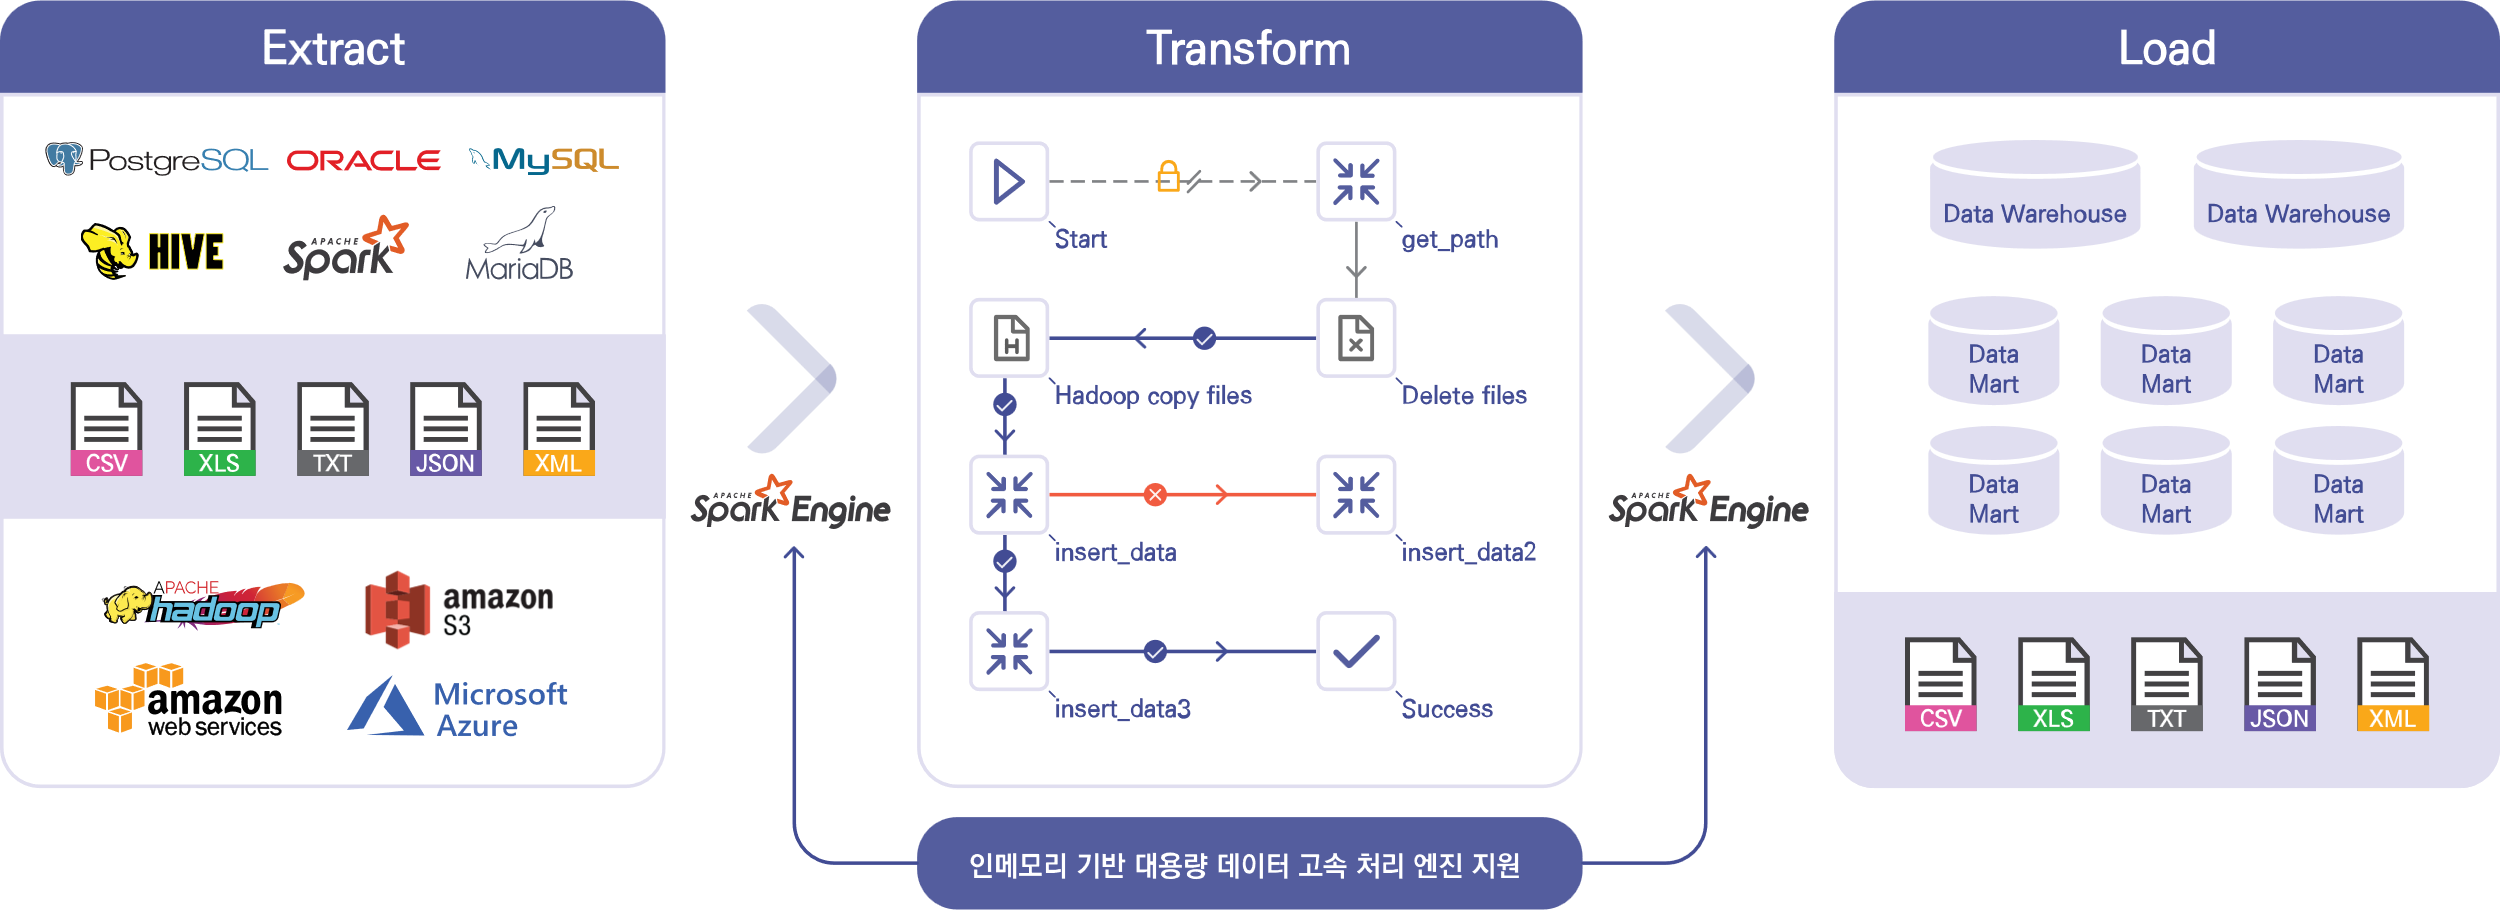 Extract
PostgreSQL
ORACLE
MySQL
HIVE
APACHE
Spark
MariaDB
CSV
XLS
TXT
JSON
XML
APACHE
hadoop
amazon
S3
amazon
web services
Microsoft
Azure
APACHE
Spark Engine
Transform
Start
get_path
Hadoop copy files
Delete files
insert_data
insert_data2
insert_data3
Success
인메모리 기반 대용량 데이터 고속 처리 엔진 지원
APACHE
Spark Engine
Load
Data Warehouse
Data Warehouse
Data
Mart
Data
Mart
Data
Mart
Data
Mart
Data
Mart
Data
Mart
CSV
XLS
TXT
JSON
XML